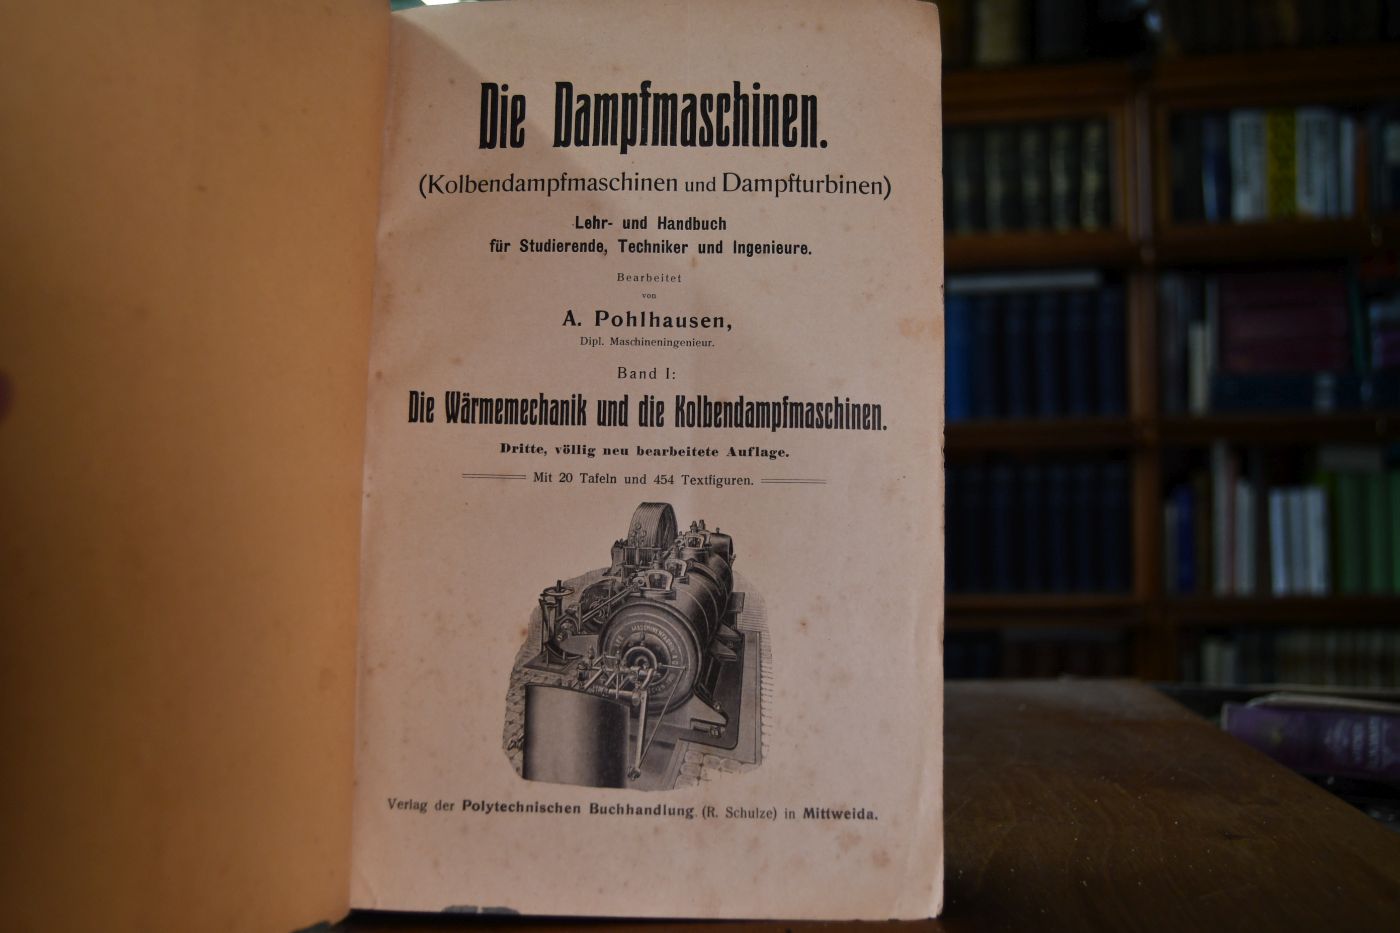 Die Dampfmaschinen.
(Kolbendampfmaschinen und Dampfturbinen)
Lehr- und Handbuch
für Studierende, Techniker und Ingenieure.
Bearbeitet
von
A. Pohlhausen,
Dipl. Maschineningenieur.
Band I:
Die Wärmemechanik und die Kolbendampfmaschinen.
Dritte, völlig neu bearbeitete Auflage.
Mit 20 Tafeln und 454 Textfiguren.
Verlag der Polytechnischen Buchhandlung (R. Schulze) in Mittweida.